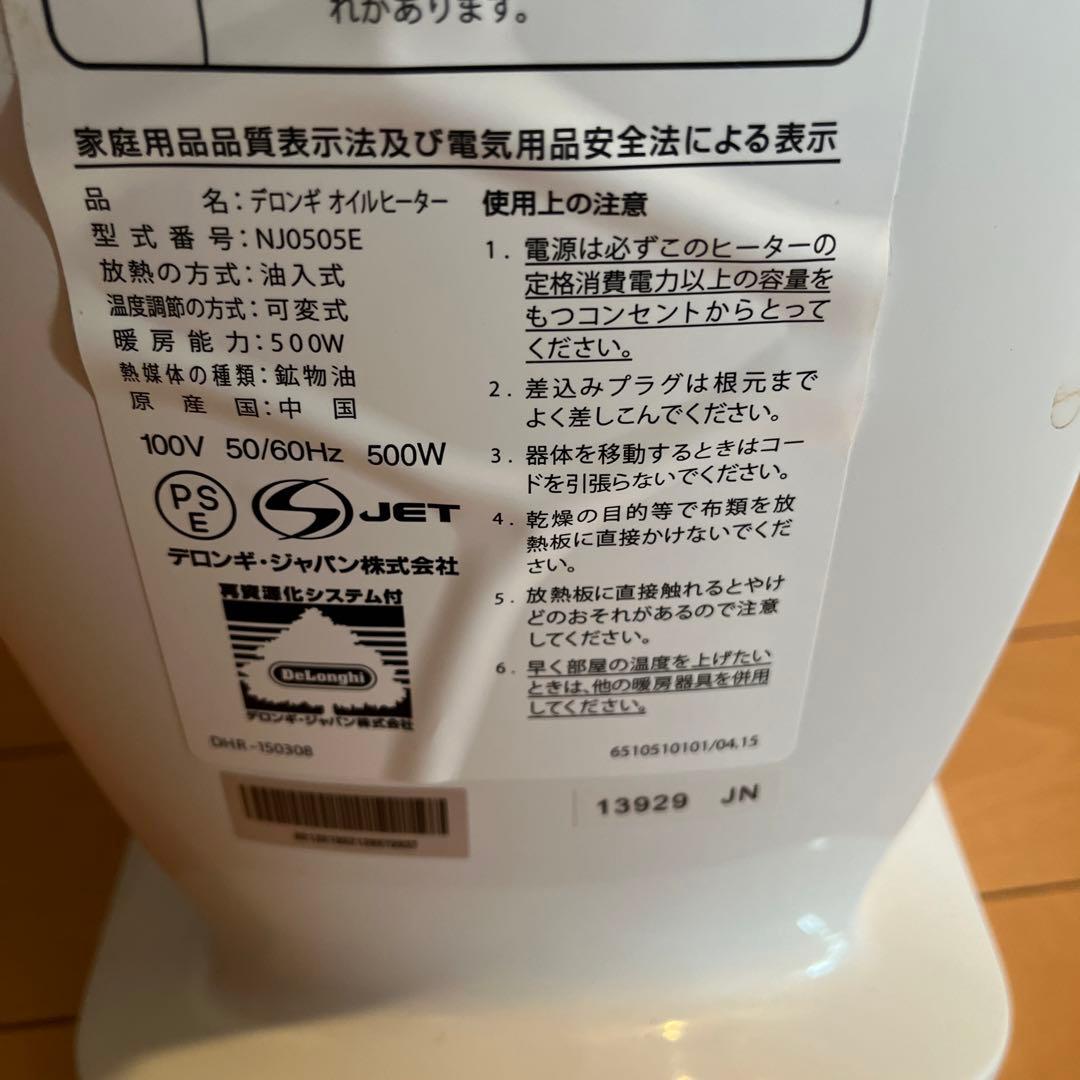 れがあります。
家庭用品品質表示法及び電気用品安全法による表示
品名：デロンギ オイルヒーター
型式番号：NJ0505E
放熱の方式：油入式
温度調節の方式：可変式
暖房能力：500W
熱媒体の種類：鉱物油
原産国：中国
100V 50/60Hz 500W
PSE
JET
デロンギ・ジャパン株式会社
再資源化システム付
DeLonghi
デロンギ・ジャパン株式会社
DHR-150308
使用上の注意
1. 電源は必ずこのヒーターの
定格消費電力以上の容量を
もつコンセントからとって
ください。
2. 差込みプラグは根元まで
よく差しこんでください。
3. 器体を移動するときはコー
ドを引張らないでください。
4. 乾燥の目的等で布類を放
熱板に直接かけないでくだ
さい。
5. 放熱板に直接触れるとやけ
どのおそれがあるので注意
してください。
6. 早く部屋の温度を上げたい
ときは、他の暖房器具を併用
してください。
6510510101/04.15
13929 JN